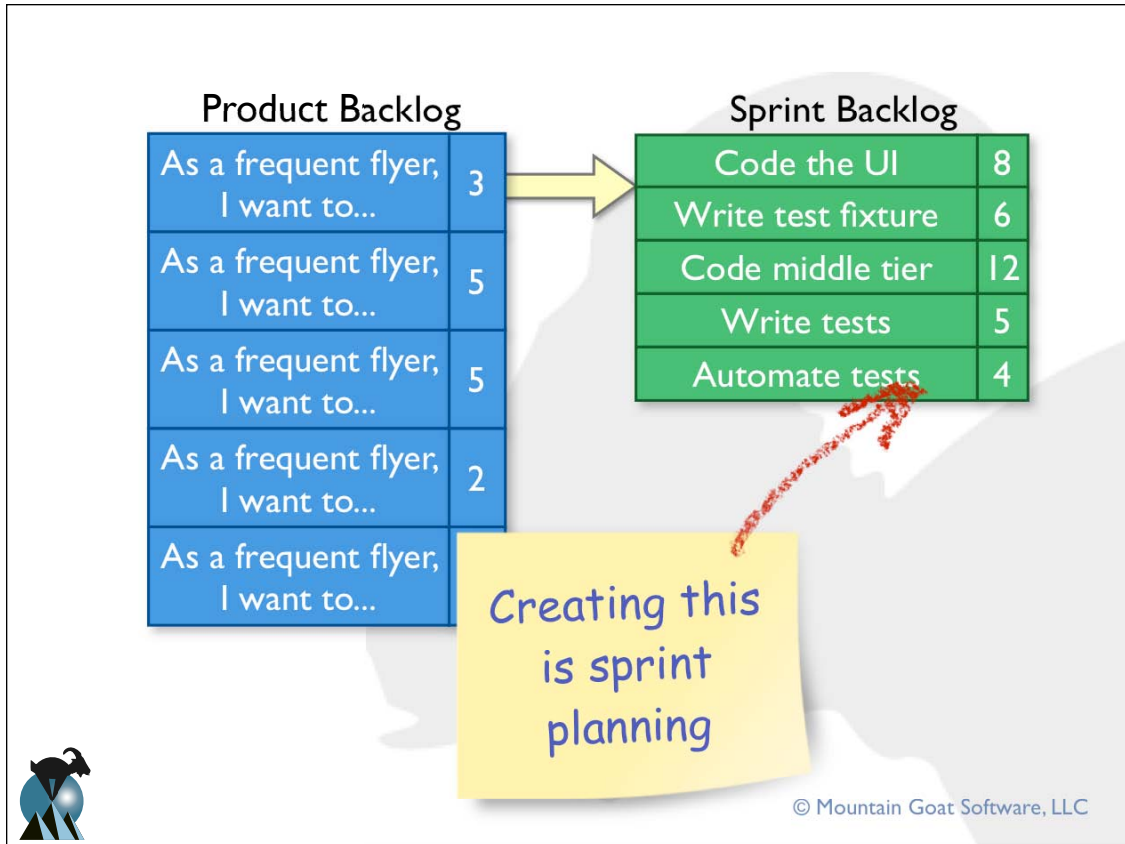 Product Backlog
As a frequent flyer,
I want to...
3
As a frequent flyer,
I want to...
5
As a frequent flyer,
I want to...
5
As a frequent flyer,
I want to...
2
As a frequent flyer,
I want to...
Sprint Backlog
Code the UI 8
Write test fixture 6
Code middle tier 12
Write tests 5
Automate tests 4
Creating this
is sprint
planning
© Mountain Goat Software, LLC